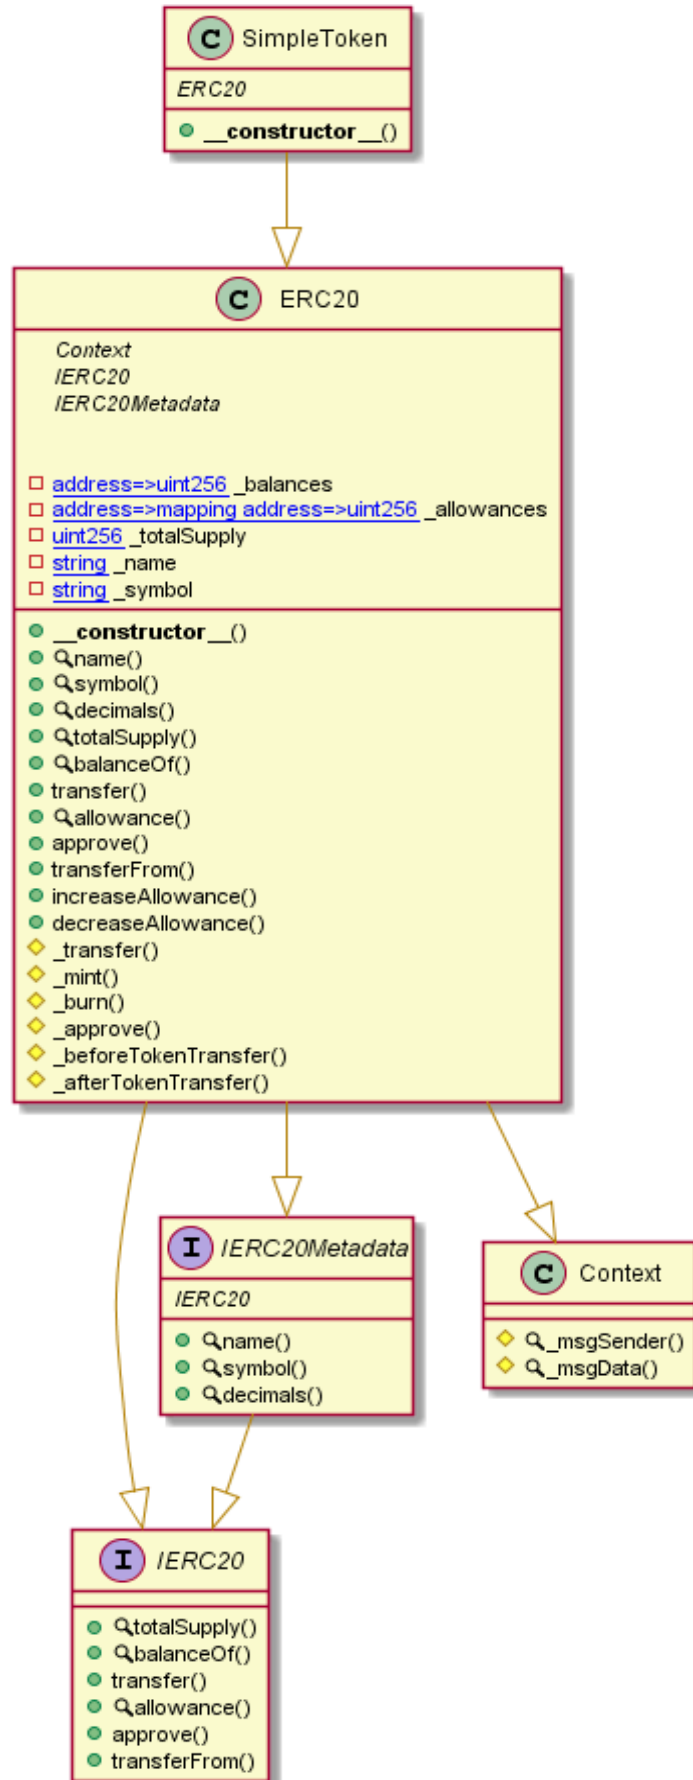 C SimpleToken
ERC20
__constructor__()
C ERC20
Context
IERC20
IERC20Metadata
address=>uint256 _balances
address=>mapping address=>uint256 _allowances
uint256 _totalSupply
string _name
string _symbol
__constructor__()
name()
symbol()
decimals()
totalSupply()
balanceOf()
transfer()
allowance()
approve()
transferFrom()
increaseAllowance()
decreaseAllowance()
_transfer()
_mint()
_burn()
_approve()
_beforeTokenTransfer()
_afterTokenTransfer()
I IERC20Metadata
IERC20
name()
symbol()
decimals()
C Context
_msgSender()
_msgData()
I IERC20
totalSupply()
balanceOf()
transfer()
allowance()
approve()
transferFrom()